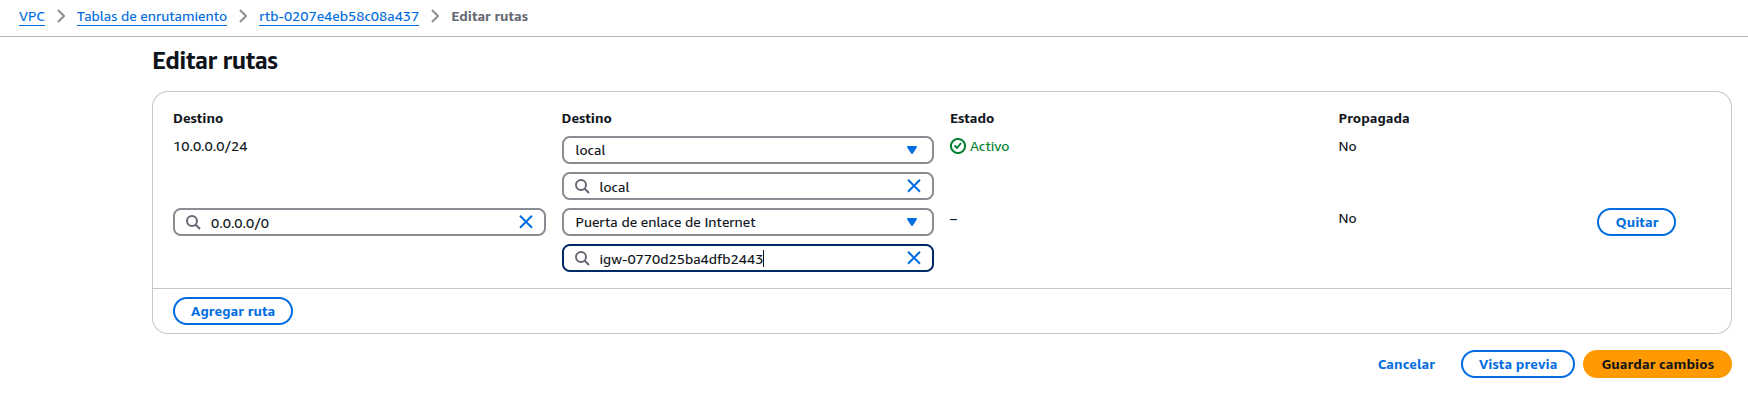 VPC > Tablas de enrutamiento > rtb-0207e4eb58c08a437 > Editar rutas
Editar rutas
Destino Destino Estado Propagada
10.0.0.0/24 local Activo No
local
0.0.0.0/0 Puerta de enlace de Internet – No Quitar
igw-0770d25ba4dfb2443
Agregar ruta
Cancelar Vista previa Guardar cambios